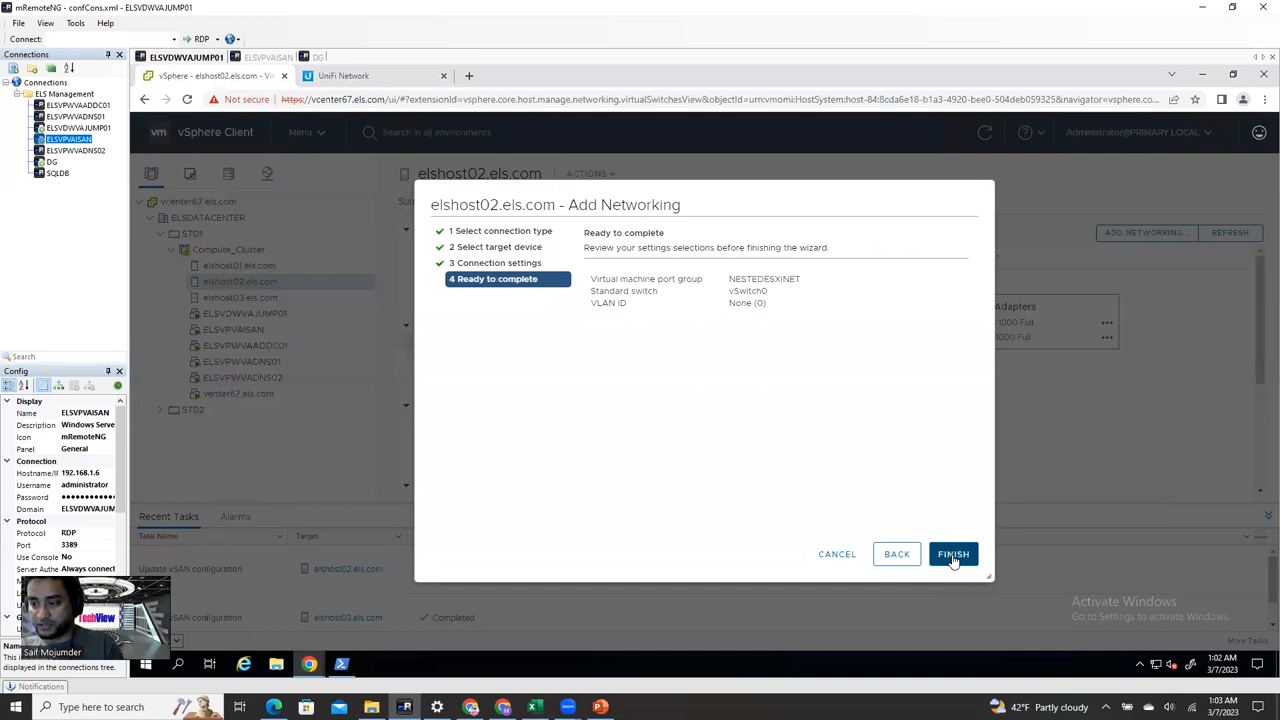 mRemoteNG - confCons.xml - ELSVDWVAJUMP01
File View Tools Help
Connect: RDP
Connections
Connections
ELS Management
ELSVPWVAADDC01
ELSVPWVADNS01
ELSVDWVAJUMP01
ELSVPVAISAN
ELSVPWVADNS02
DG
SQLDB
Search
Config
Display
Name ELSVPVAISAN
Description Windows Serve
Icon mRemoteNG
Panel General
Connection
Hostname/IF 192.168.1.6
Username administrator
Password ●●●●●●●●●●●
Domain ELSVDWVAJUM
Protocol
Protocol RDP
Port 3389
Use Console No
Server Authe Always connect
TechView
Saif Mojumder
displayed in the connections tree.
Notifications
ELSVDWVAJUMP01 ELSVPVAISAN DG
vSphere - elshost02.els.com - Vir
UniFi Network
Not secure https://vcenter67.els.com/ui/#?extensionId=vsphere.core.host.manage.networking.virtualSwitchesView&objectId=urn:vmomi:HostSystem:host-84:8cda6e18-b1a3-4920-bee0-504deb059325&navigator=vsphere.co...
vm vSphere Client Menu Search in all environments Administrator@PRIMARY.LOCAL
elshost02.els.com ACTIONS
vcenter67.els.com
ELSDATACENTER
STD1
Compute_Cluster
elshost01.els.com
elshost02.els.com
elshost03.els.com
ELSVDWVAJUMP01
ELSVPVAISAN
ELSVPWVAADDC01
ELSVPWVADNS01
ELSVPWVADNS02
venter67.els.com
STD2
ADD NETWORKING... REFRESH
Adapters
1000 Full
1000 Full
elshost02.els.com - Add Networking
1 Select connection type
2 Select target device
3 Connection settings
4 Ready to complete
Ready to complete
Review your settings selections before finishing the wizard.
Virtual machine port group NESTEDESXINET
Standard switch vSwitch0
VLAN ID None (0)
CANCEL BACK FINISH
Recent Tasks Alarms
Task Name Target
Update vSAN configuration elshost02.els.com
vSAN configuration elshost03.els.com Completed
Activate Windows
Go to Settings to activate Windows.
More Tasks
1:02 AM
3/7/2023
Type here to search
42°F Partly cloudy
1:03 AM
3/7/2023